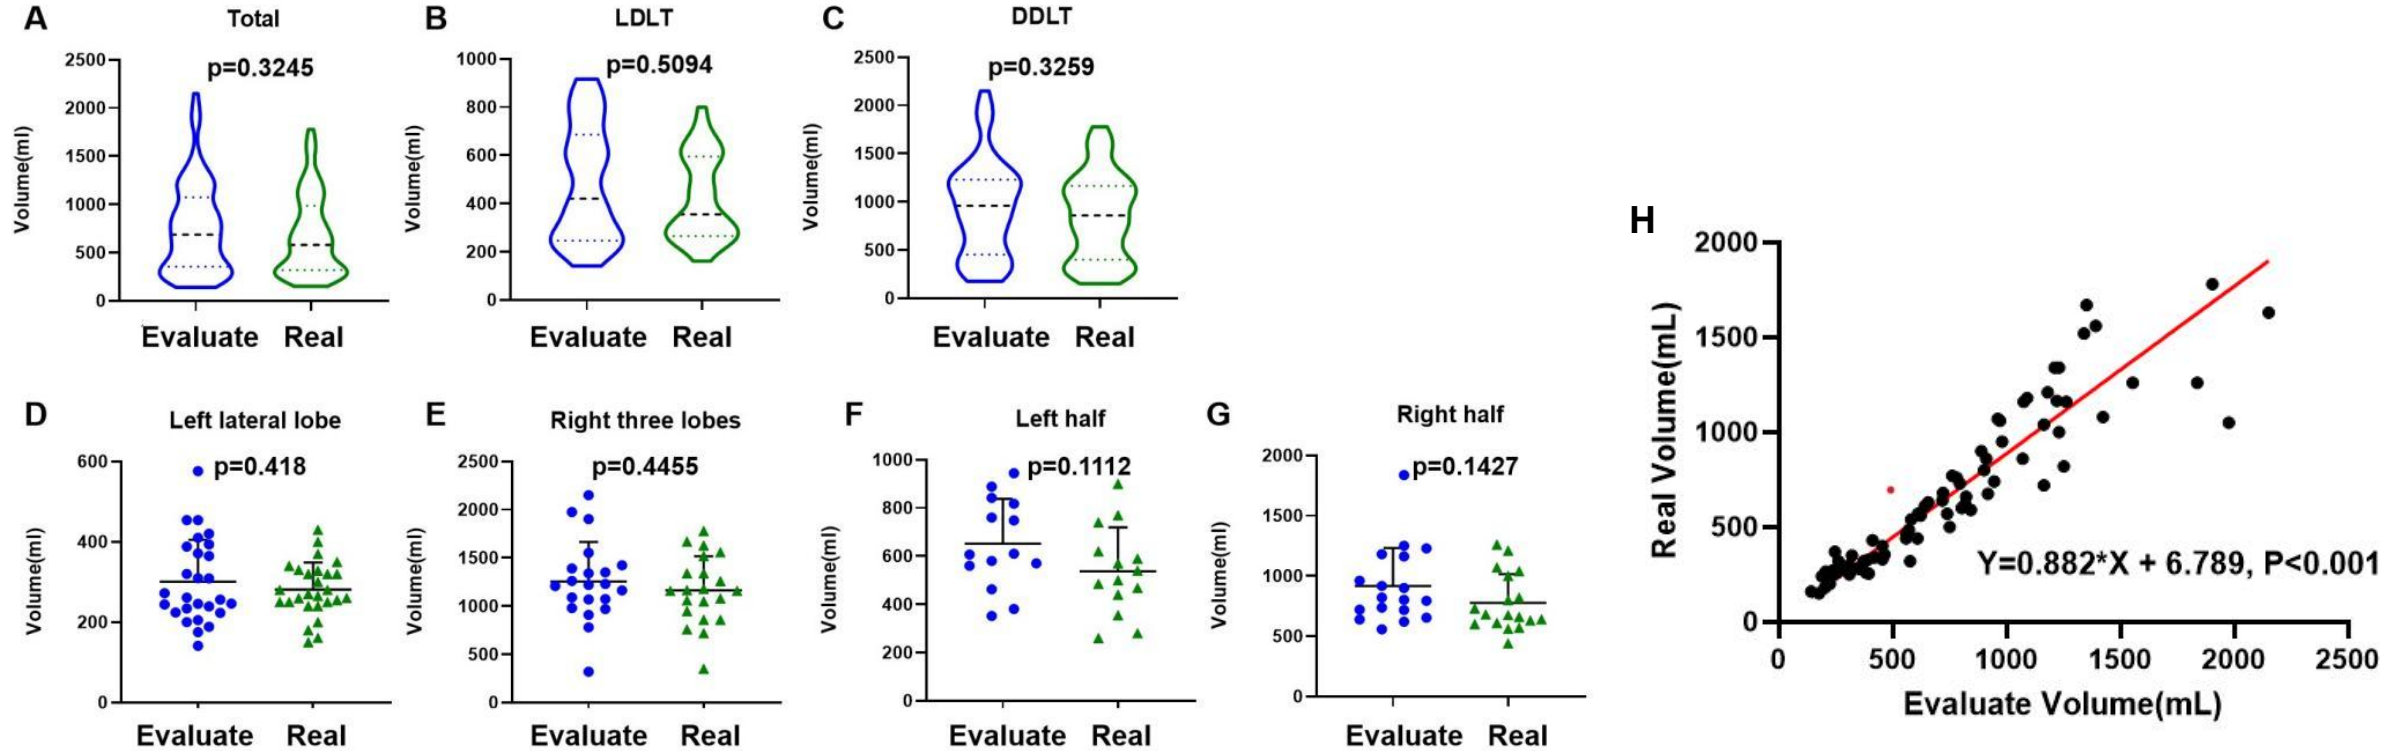 A
Total
p=0.3245
Volume(ml)
2500
2000
1500
1000
500
0
Evaluate Real
B
LDLT
p=0.5094
Volume(ml)
1000
800
600
400
200
0
Evaluate Real
C
DDLT
p=0.3259
Volume(ml)
2500
2000
1500
1000
500
0
Evaluate Real
D
Left lateral lobe
p=0.418
Volume(ml)
600
400
200
0
Evaluate Real
E
Right three lobes
p=0.4455
Volume(ml)
2500
2000
1500
1000
500
0
Evaluate Real
F
Left half
p=0.1112
Volume(ml)
1000
800
600
400
200
0
Evaluate Real
G
Right half
p=0.1427
Volume(ml)
2000
1500
1000
500
0
Evaluate Real
H
Real Volume(mL)
2000
1500
1000
500
0
Y=0.882*X + 6.789, P<0.001
0 500 1000 1500 2000 2500
Evaluate Volume(mL)